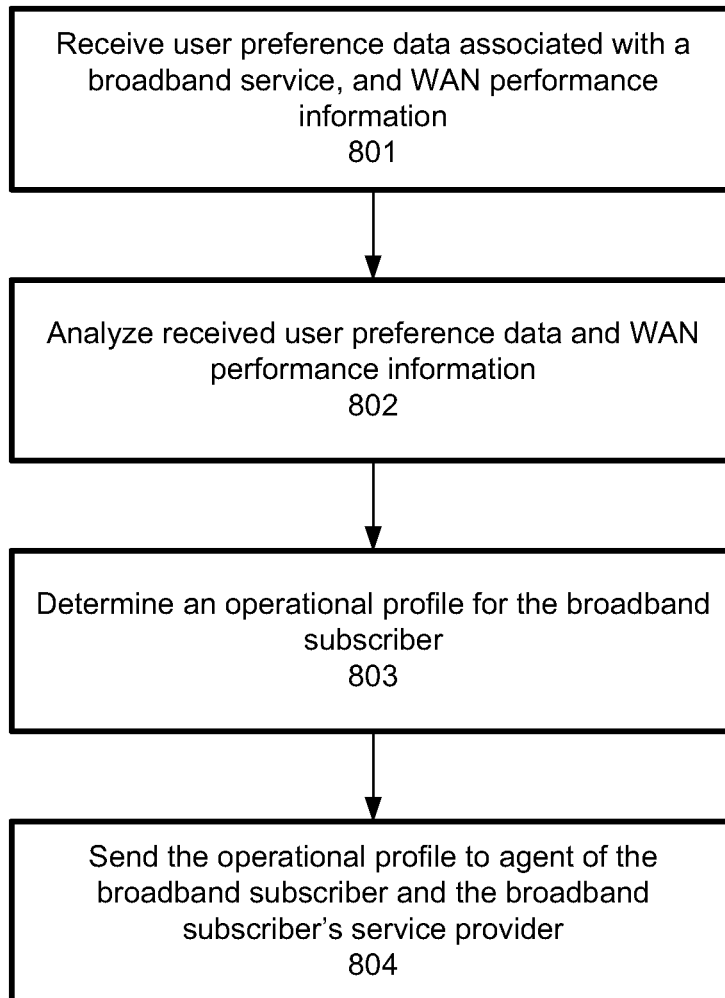 Receive user preference data associated with a
broadband service, and WAN performance
information
801
Analyze received user preference data and WAN
performance information
802
Determine an operational profile for the broadband
subscriber
803
Send the operational profile to agent of the
broadband subscriber and the broadband
subscriber's service provider
804